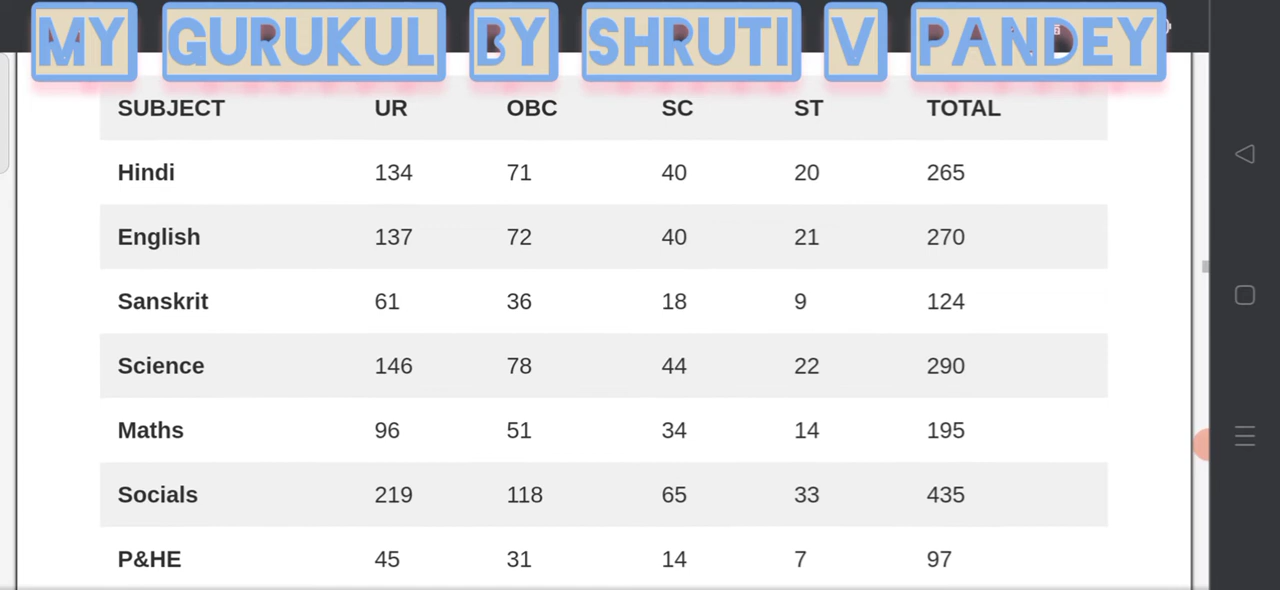 MY GURUKUL BY SHRUTI V PANDEY
SUBJECT UR OBC SC ST TOTAL
Hindi 134 71 40 20 265
English 137 72 40 21 270
Sanskrit 61 36 18 9 124
Science 146 78 44 22 290
Maths 96 51 34 14 195
Socials 219 118 65 33 435
P&HE 45 31 14 7 97